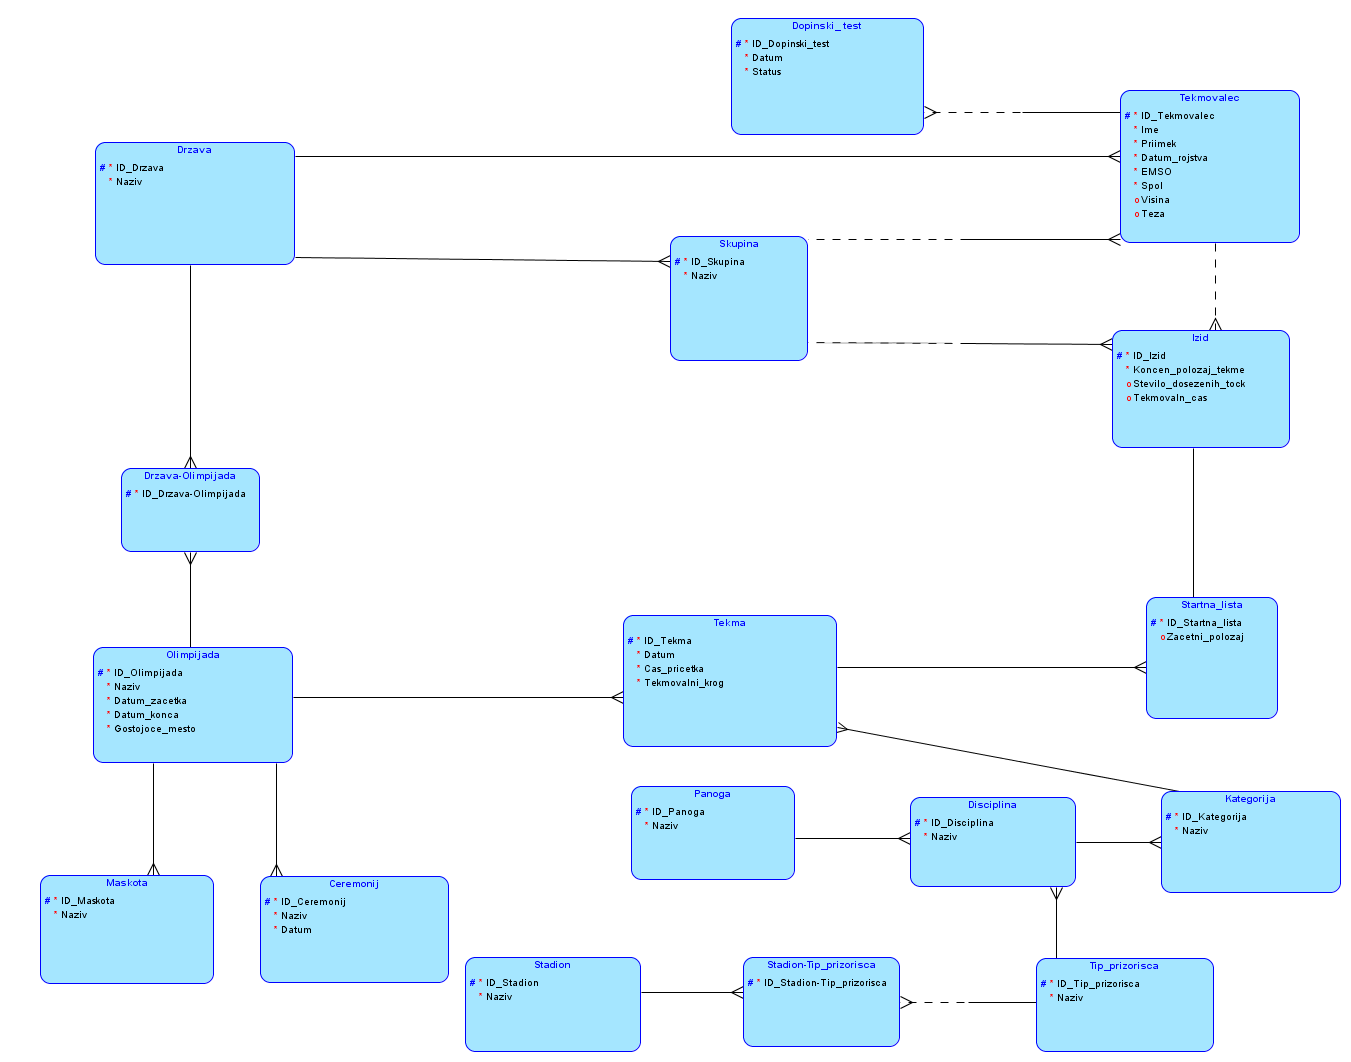 Dopinski_test
# * ID_Dopinski_test
* Datum
* Status
Tekmovalec
# * ID_Tekmovalec
* Ime
* Priimek
* Datum_rojstva
* EMSO
* Spol
o Visina
o Teza
Drzava
# * ID_Drzava
* Naziv
Skupina
# * ID_Skupina
* Naziv
Izid
# * ID_Izid
* Koncen_polozaj_tekme
o Stevilo_dosezenih_tock
o Tekmovaln_cas
Drzava-Olimpijada
# * ID_Drzava-Olimpijada
Startna_lista
# * ID_Startna_lista
o Zacetni_polozaj
Tekma
# * ID_Tekma
* Datum
* Cas_pricetka
* Tekmovalni_krog
Olimpijada
# * ID_Olimpijada
* Naziv
* Datum_zacetka
* Datum_konca
* Gostojoce_mesto
Panoga
# * ID_Panoga
* Naziv
Disciplina
# * ID_Disciplina
* Naziv
Kategorija
# * ID_Kategorija
* Naziv
Maskota
# * ID_Maskota
* Naziv
Ceremonij
# * ID_Ceremonij
* Naziv
* Datum
Stadion
# * ID_Stadion
* Naziv
Stadion-Tip_prizorisca
# * ID_Stadion-Tip_prizorisca
Tip_prizorisca
# * ID_Tip_prizorisca
* Naziv